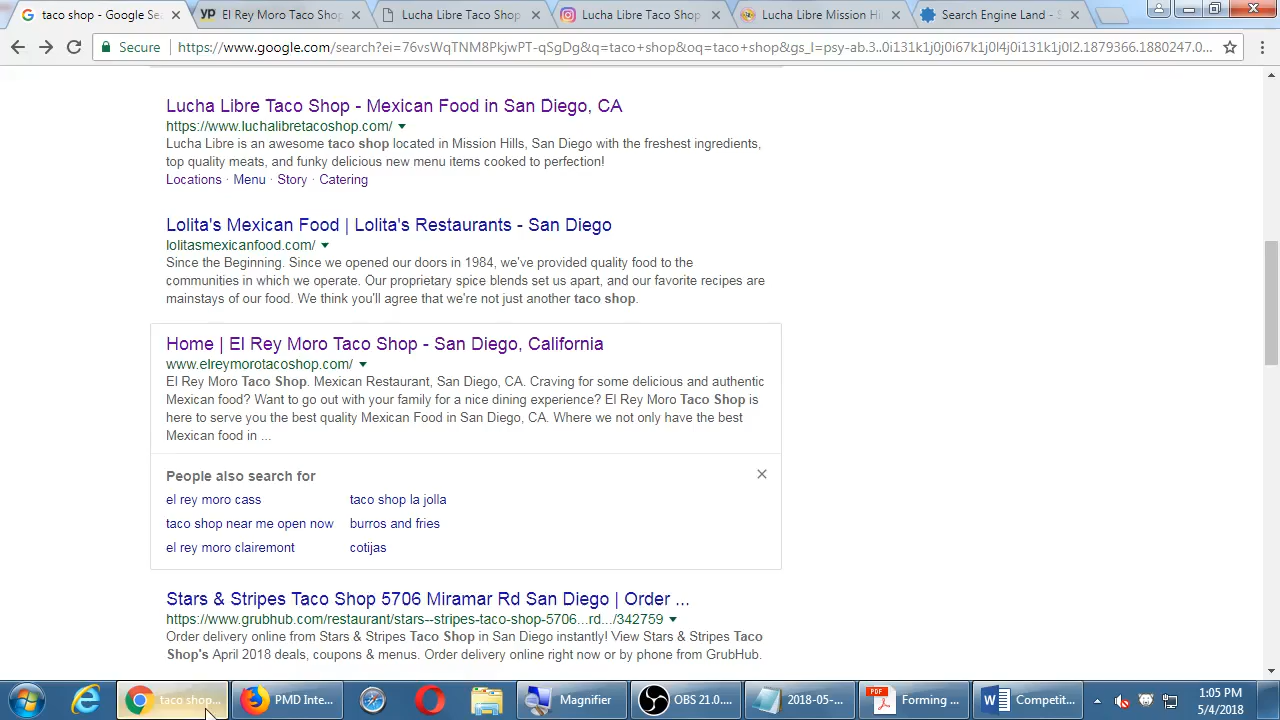 taco shop - Google Se
El Rey Moro Taco Shop
Lucha Libre Taco Shop
Lucha Libre Taco Shop
Lucha Libre Mission Hi
Search Engine Land - S
Secure
https://www.google.com/search?ei=76vsWqTNM8PkjwPT-qSgDg&q=taco+shop&oq=taco+shop&gs_l=psy-ab.3..0i131k1j0j0i67k1j0l4j0i131k1j0l2.1879366.1880247.0...
Lucha Libre Taco Shop - Mexican Food in San Diego, CA
https://www.luchalibretacoshop.com/
Lucha Libre is an awesome taco shop located in Mission Hills, San Diego with the freshest ingredients,
top quality meats, and funky delicious new menu items cooked to perfection!
Locations · Menu · Story · Catering
Lolita's Mexican Food | Lolita's Restaurants - San Diego
lolitasmexicanfood.com/
Since the Beginning. Since we opened our doors in 1984, we've provided quality food to the
communities in which we operate. Our proprietary spice blends set us apart, and our favorite recipes are
mainstays of our food. We think you'll agree that we're not just another taco shop.
Home | El Rey Moro Taco Shop - San Diego, California
www.elreymorotacoshop.com/
El Rey Moro Taco Shop. Mexican Restaurant, San Diego, CA. Craving for some delicious and authentic
Mexican food? Want to go out with your family for a nice dining experience? El Rey Moro Taco Shop is
here to serve you the best quality Mexican Food in San Diego, CA. Where we not only have the best
Mexican food in ...
People also search for
el rey moro cass taco shop la jolla
taco shop near me open now burros and fries
el rey moro clairemont cotijas
Stars & Stripes Taco Shop 5706 Miramar Rd San Diego | Order ...
https://www.grubhub.com/restaurant/stars--stripes-taco-shop-5706...rd.../342759
Order delivery online from Stars & Stripes Taco Shop in San Diego instantly! View Stars & Stripes Taco
Shop's April 2018 deals, coupons & menus. Order delivery online right now or by phone from GrubHub.
taco shop...
PMD Inte...
Magnifier
OBS 21.0....
2018-05-...
PDF
Forming ...
Competit...
1:05 PM
5/4/2018